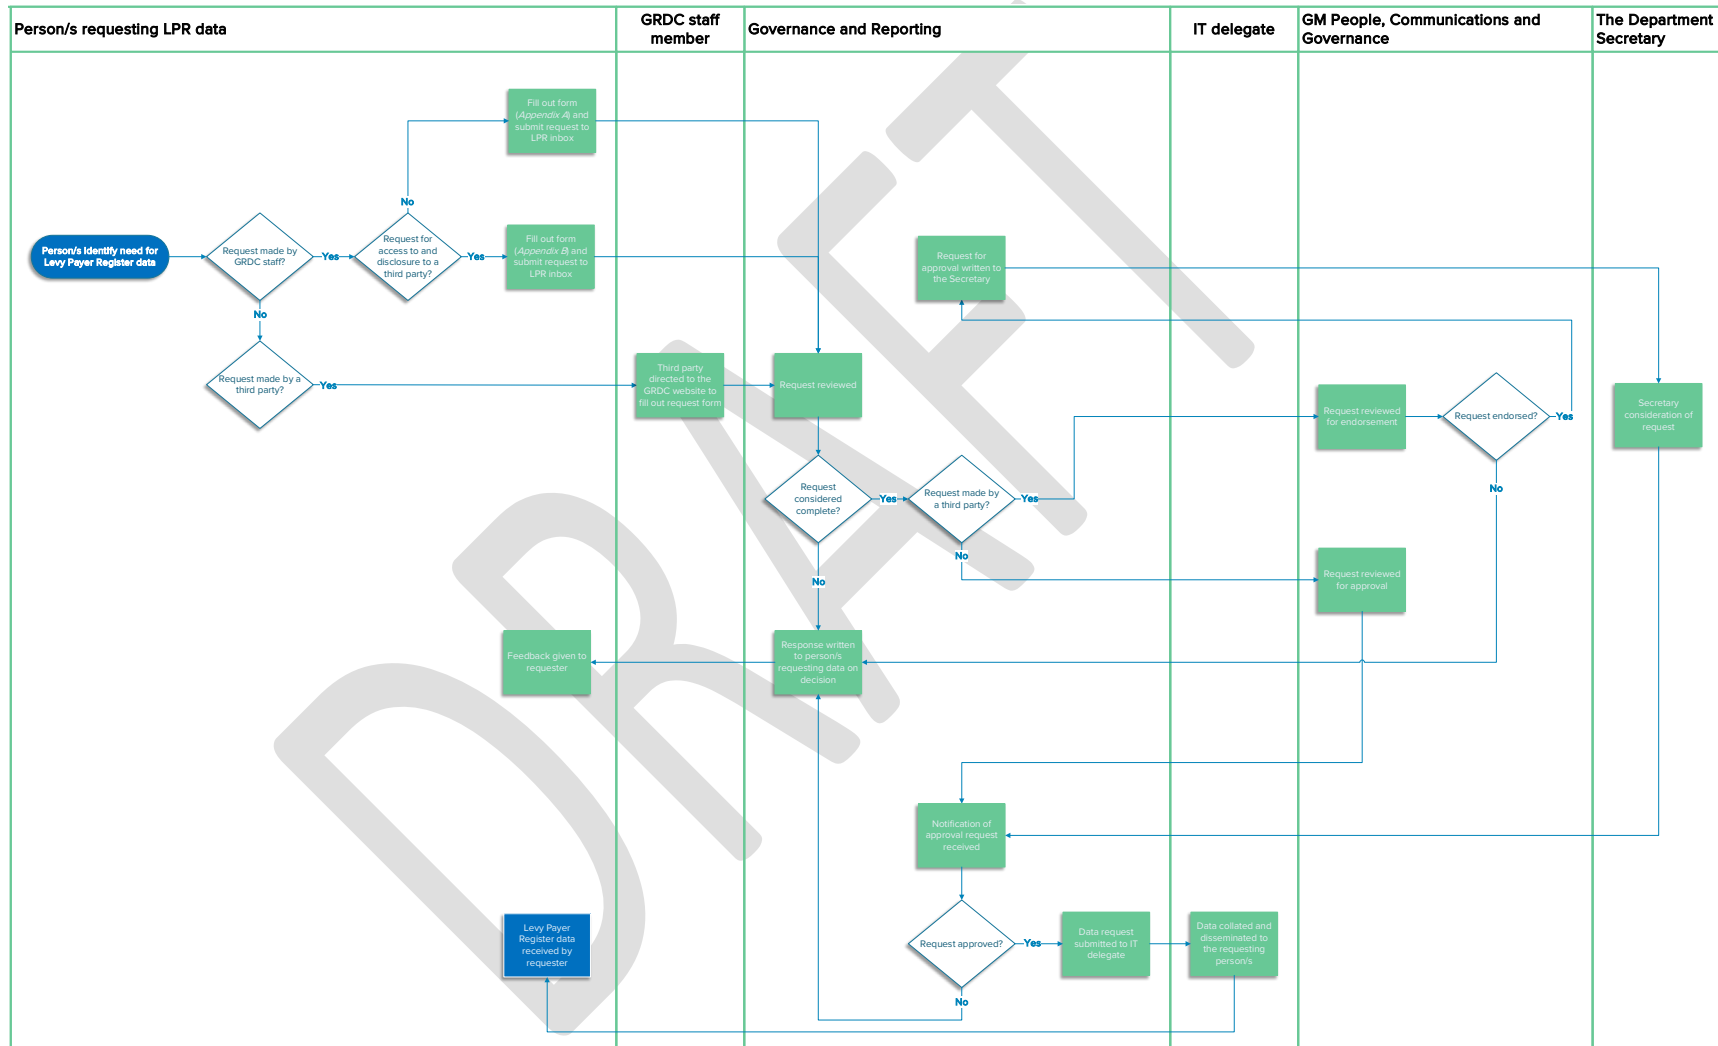 Person/s requesting LPR data
GRDC staff
member
Governance and Reporting
IT delegate
GM People, Communications and
Governance
The Department
Secretary
Fill out form
(Appendix A) and
submit request to
LPR inbox
No
Person/s identify need for
Levy Payer Register data
Request made by
GRDC staff?
Yes
Request for
access to and
disclosure to a
third party?
Yes
Fill out form
(Appendix B) and
submit request to
LPR inbox
Request for
approval written to
the Secretary
No
Request made by a
third party?
Yes
Third party
directed to the
GRDC website to
fill out request form
Request reviewed
Request reviewed
for endorsement
Request endorsed?
Yes
Secretary
consideration of
request
Request
considered
complete?
Yes
Request made by
a third party?
Yes
No
No
No
Request reviewed
for approval
Feedback given to
requester
Response written
to person/s
requesting data on
decision
Notification of
approval request
received
Levy Payer
Register data
received by
requester
Request approved?
Yes
Data request
submitted to IT
delegate
Data collated and
disseminated to
the requesting
person/s
No
DRAFT